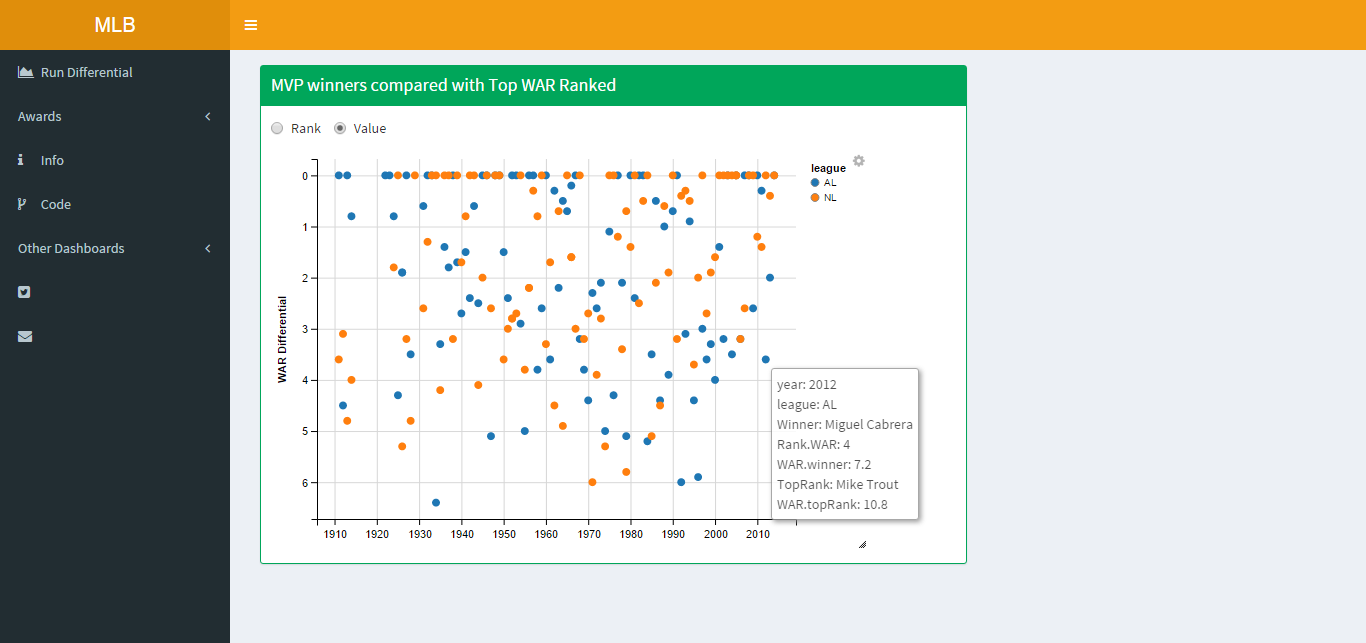 MLB
Run Differential
Awards
Info
Code
Other Dashboards
MVP winners compared with Top WAR Ranked
Rank Value
league
AL
NL
WAR Differential
0
1
2
3
4
5
6
1910 1920 1930 1940 1950 1960 1970 1980 1990 2000 2010
year: 2012
league: AL
Winner: Miguel Cabrera
Rank.WAR: 4
WAR.winner: 7.2
TopRank: Mike Trout
WAR.topRank: 10.8